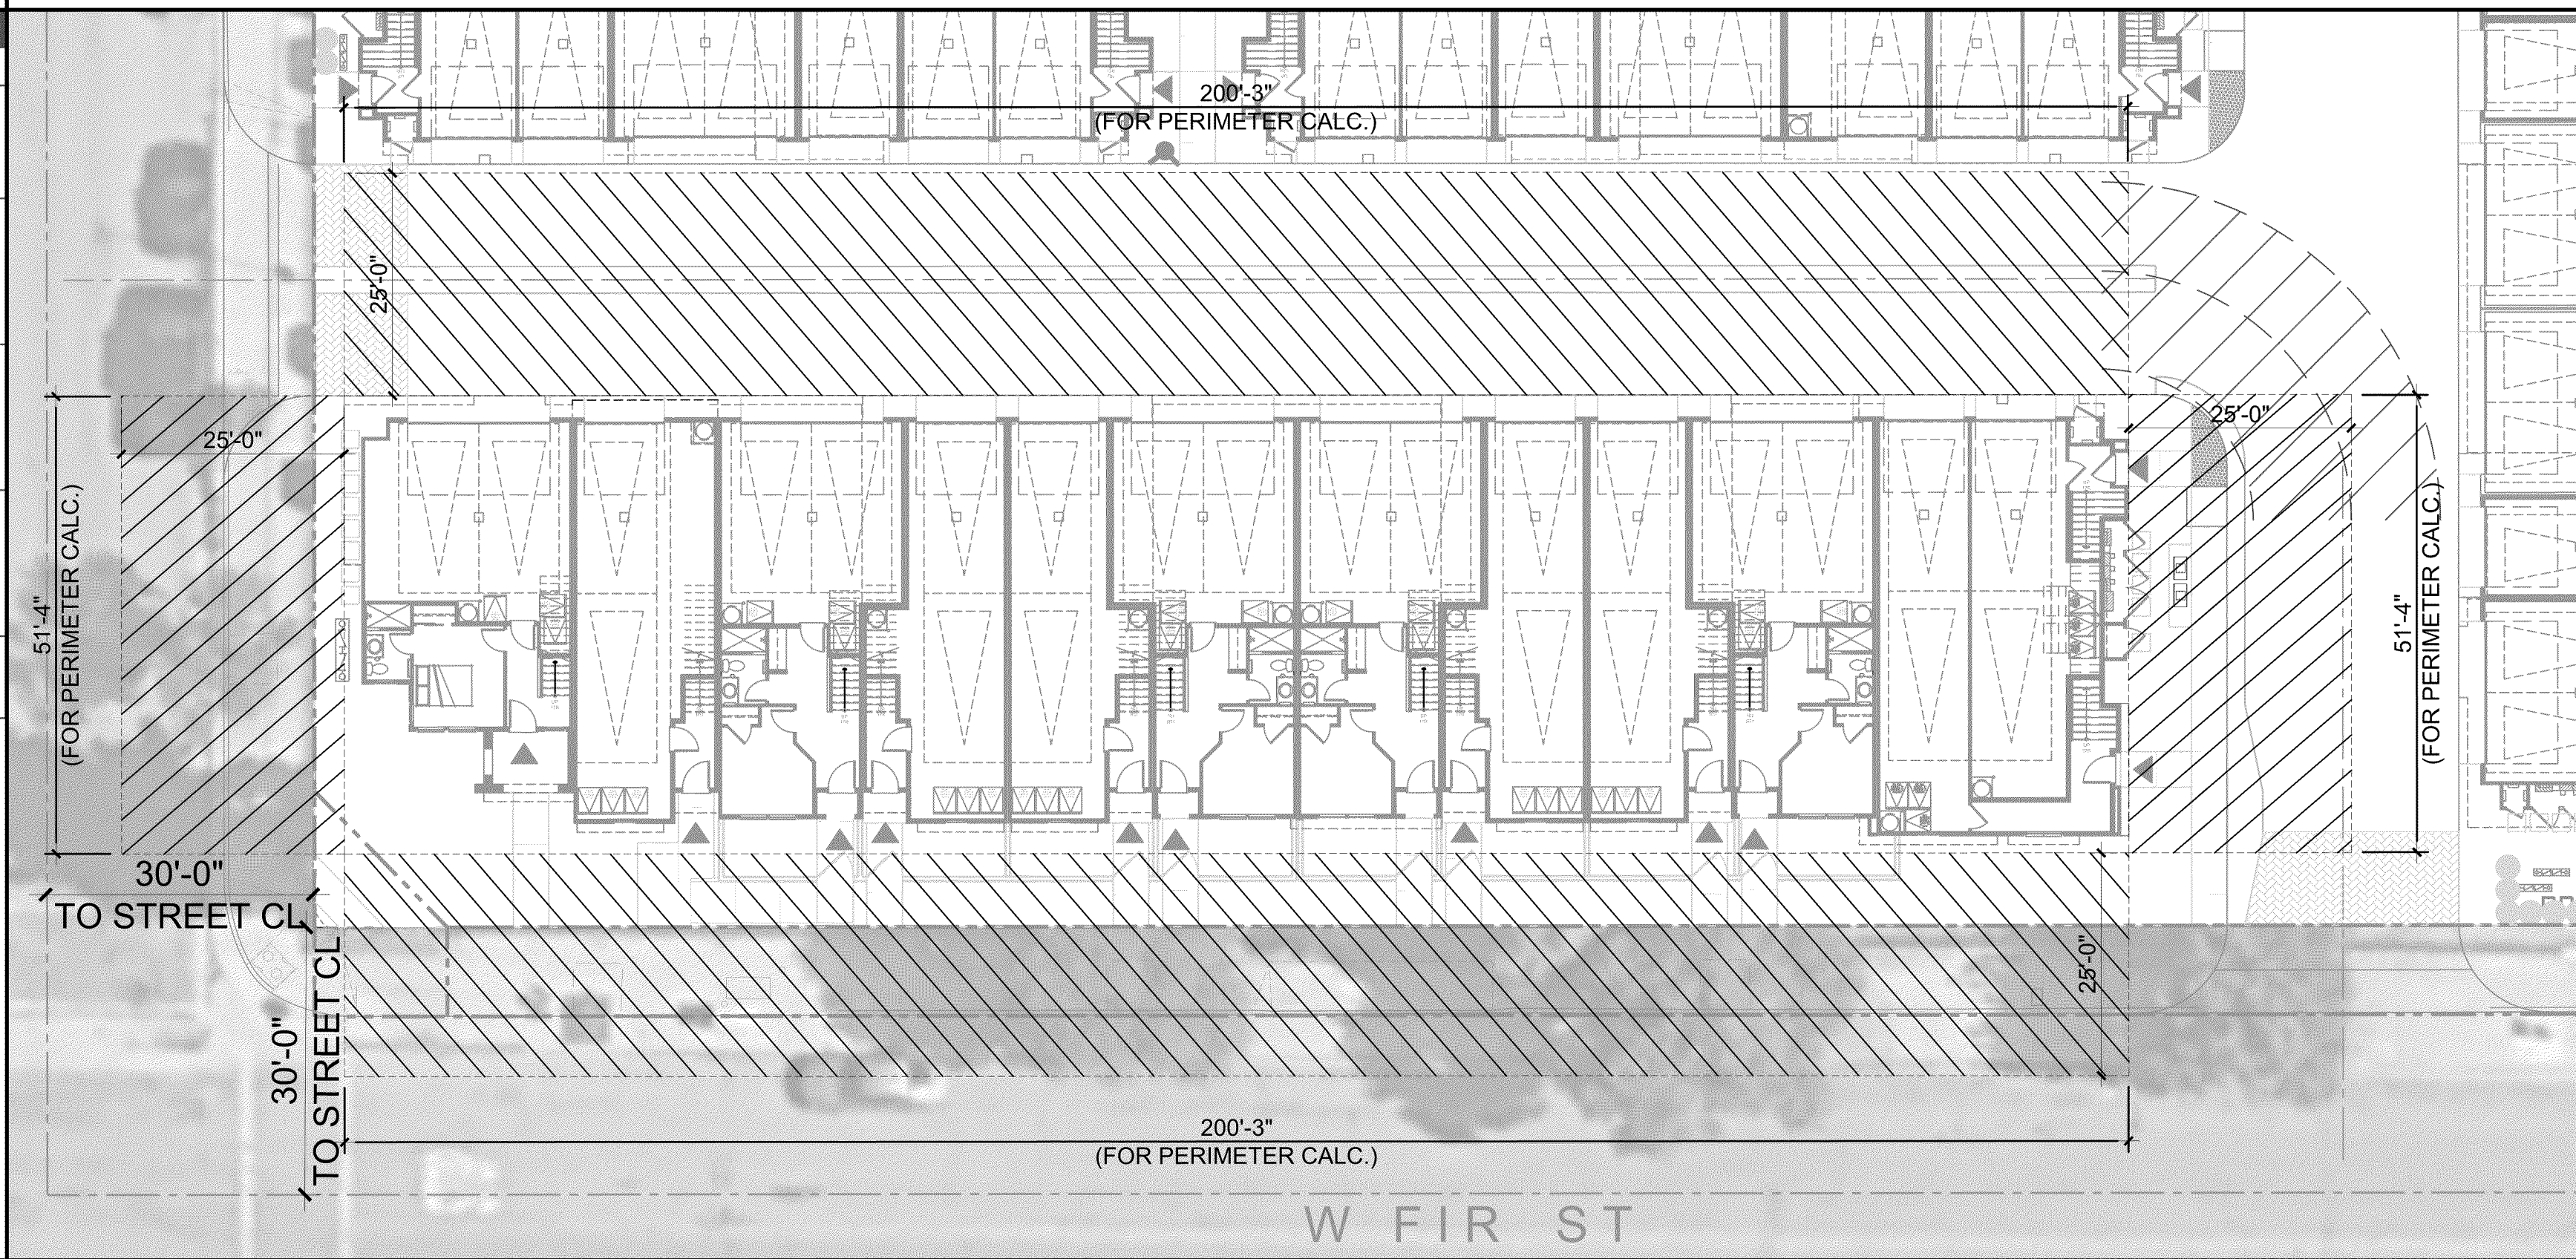 200'-3"
(FOR PERIMETER CALC.)
25'-0"
25'-0"
25'-0"
51'-4"
(FOR PERIMETER CALC.)
51'-4"
(FOR PERIMETER CALC.)
30'-0"
TO STREET CL
30'-0"
TO STREET CL
25'-0"
200'-3"
(FOR PERIMETER CALC.)
W FIR ST